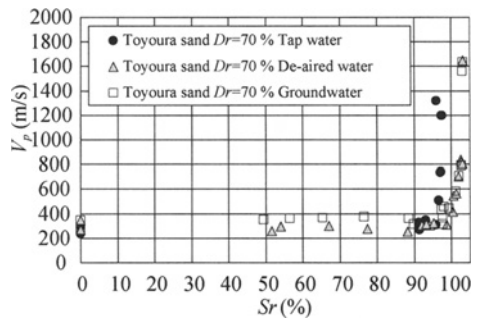 2000
1800
1600
1400
1200
1000
800
600
400
200
0
Vp (m/s)
Toyoura sand Dr=70 % Tap water
Toyoura sand Dr=70 % De-aired water
Toyoura sand Dr=70 % Groundwater
0 10 20 30 40 50 60 70 80 90 100
Sr (%)